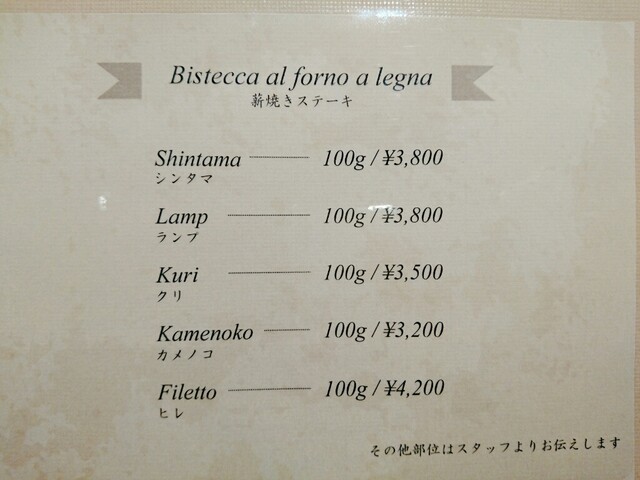 Bistecca al forno a legna
薪焼きステーキ
Shintama 100g / ¥3,800
シンタマ
Lamp 100g / ¥3,800
ランプ
Kuri 100g / ¥3,500
クリ
Kamenoko 100g / ¥3,200
カメノコ
Filetto 100g / ¥4,200
ヒレ
その他部位はスタッフよりお伝えします